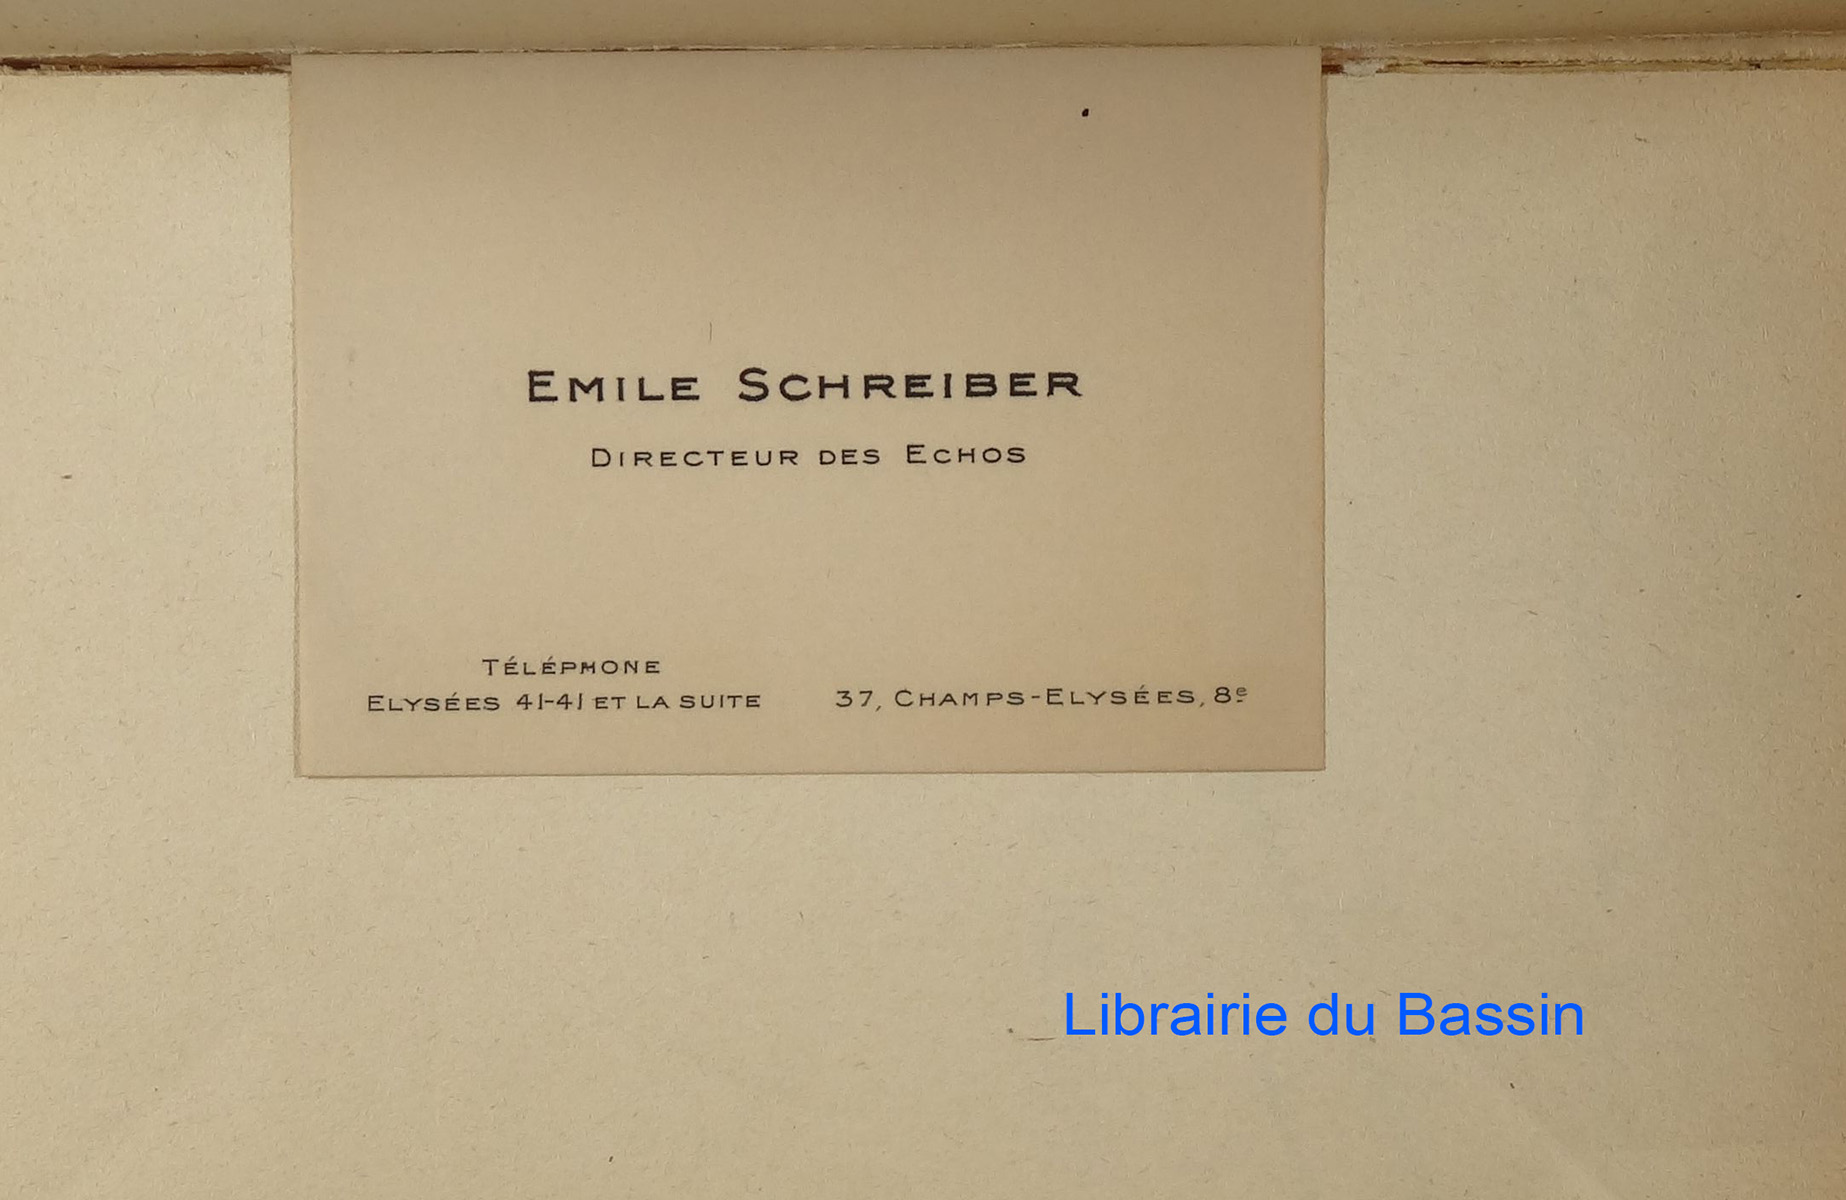 EMILE SCHREIBER
DIRECTEUR DES ECHOS
TÉLÉPHONE
ELYSÉES 41-41 ET LA SUITE
37, CHAMPS-ELYSÉES, 8e
Librairie du Bassin